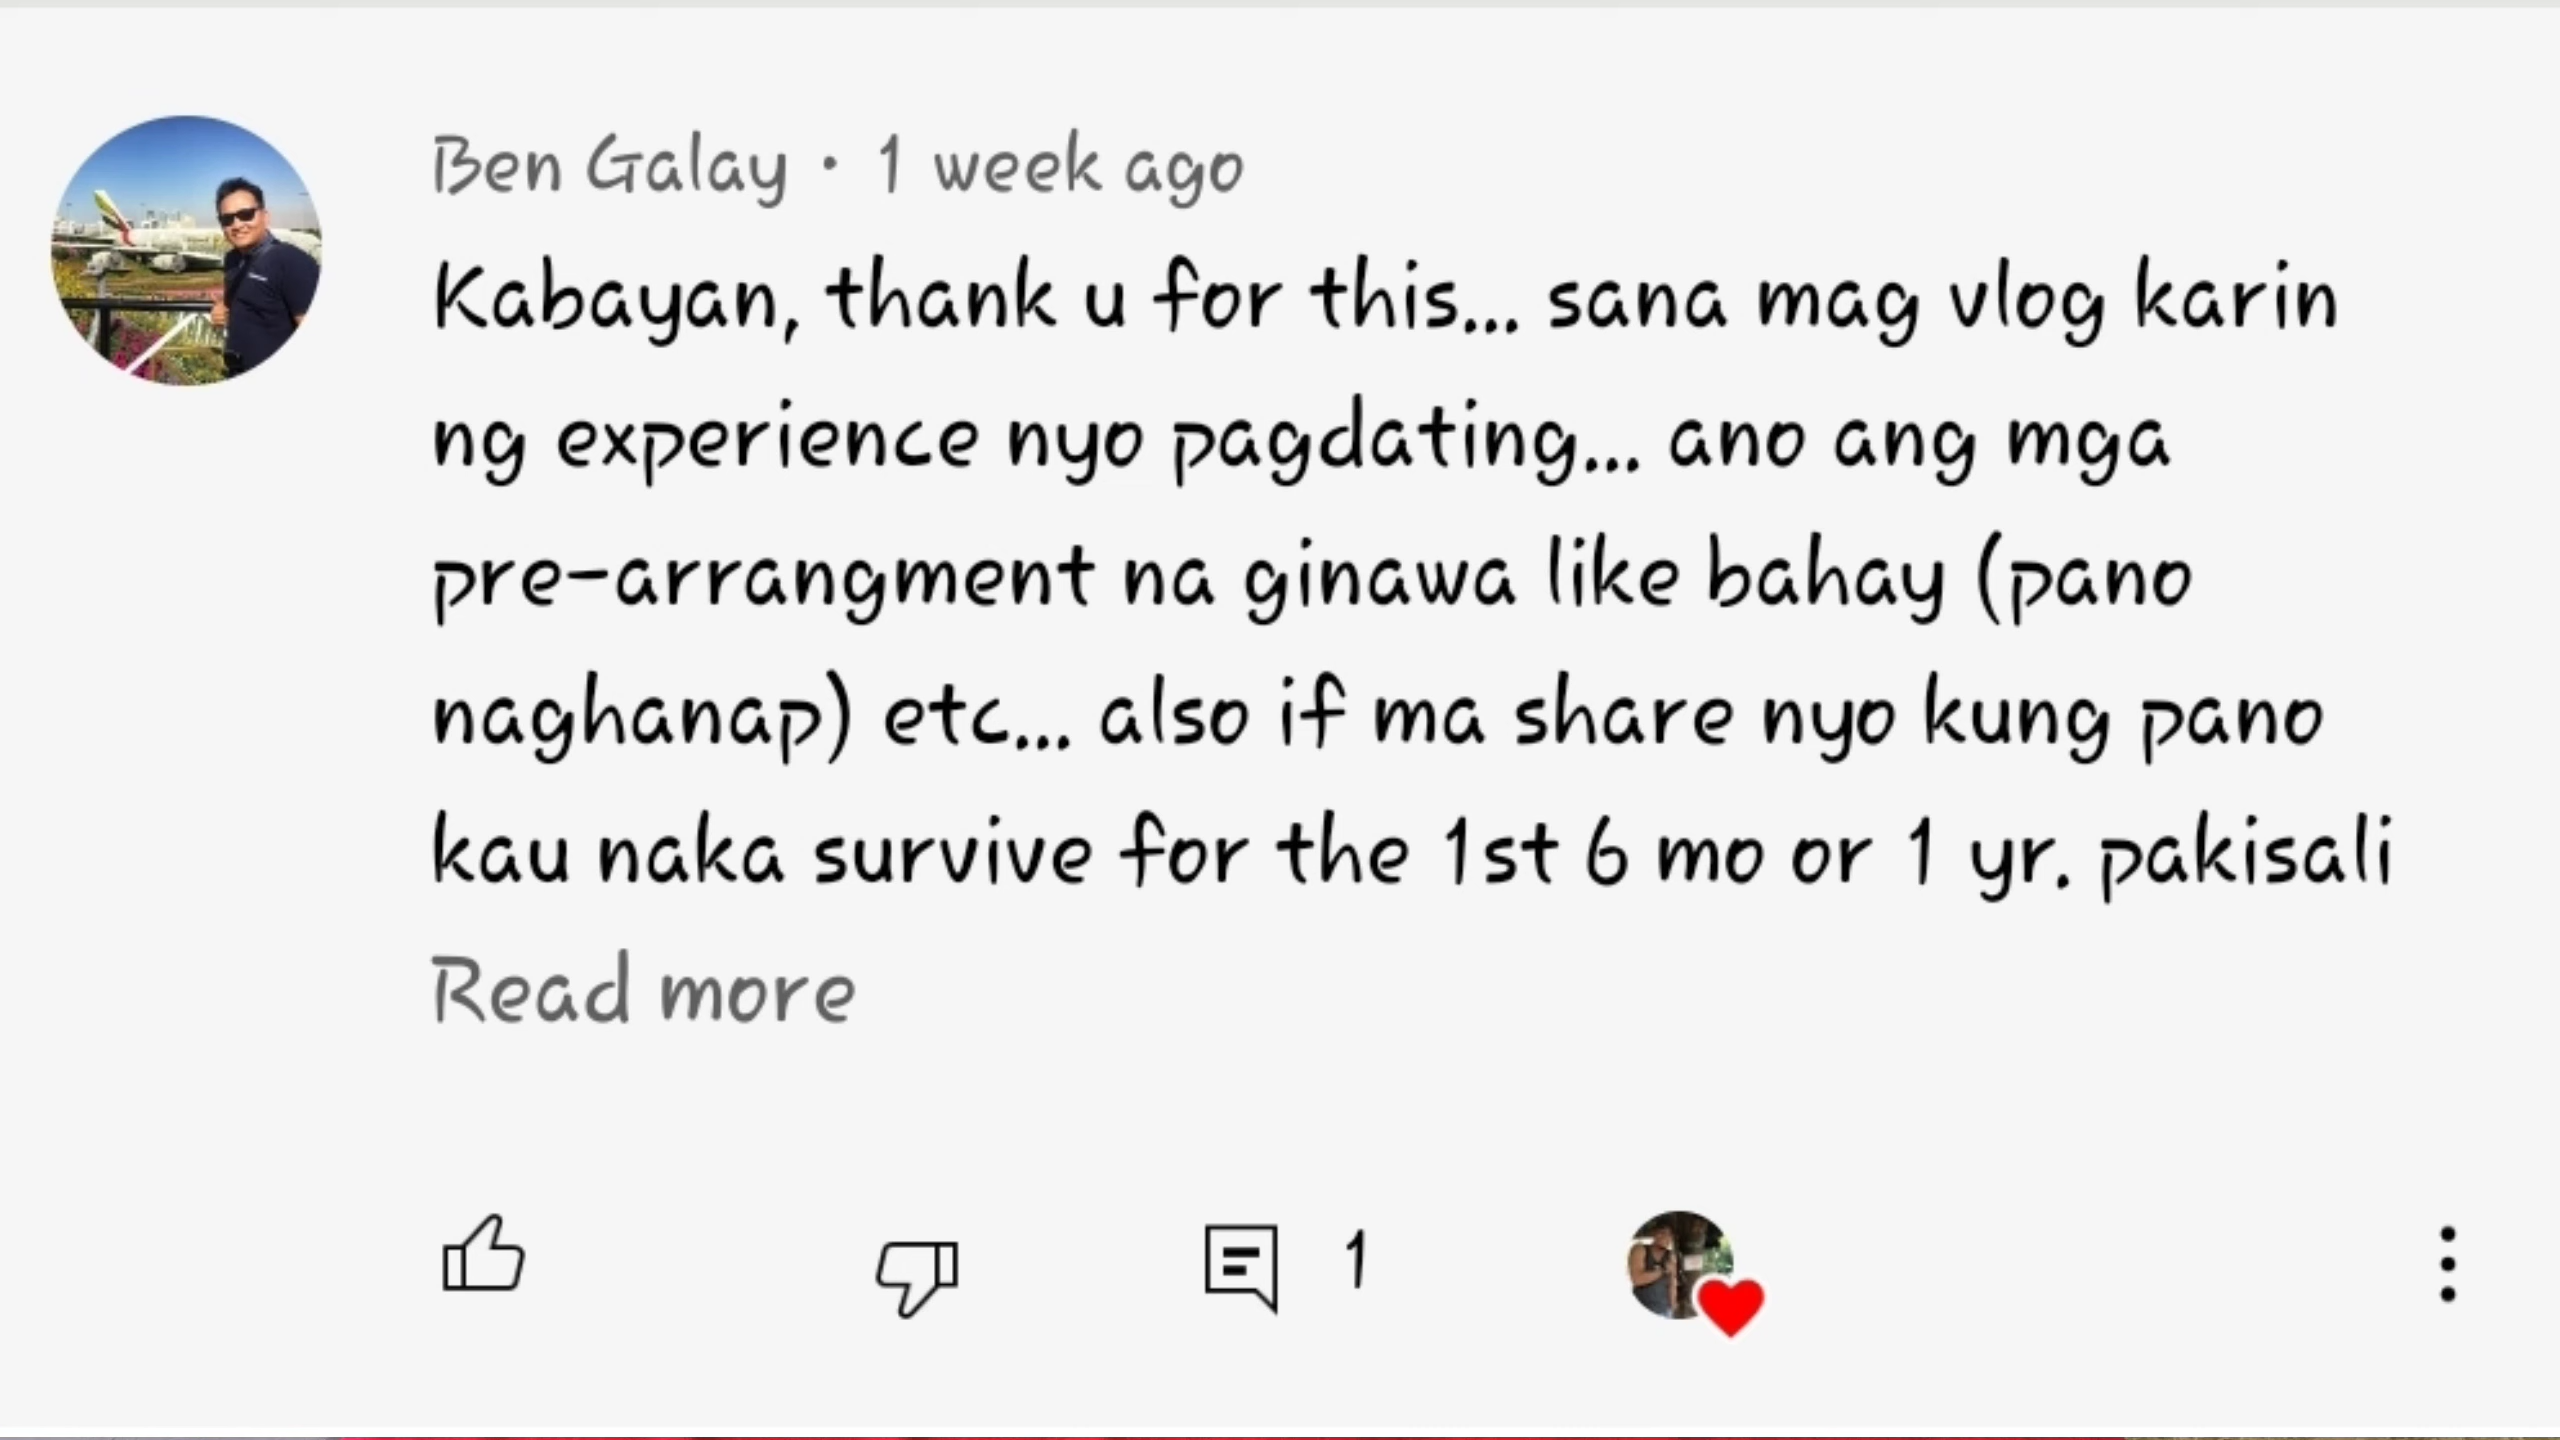 Ben Galay • 1 week ago
Kabayan, thank u for this... sana mag vlog karin
ng experience nyo pagdating... ano ang mga
pre-arrangment na ginawa like bahay (pano
naghanap) etc... also if ma share nyo kung pano
kau naka survive for the 1st 6 mo or 1 yr. pakisali
Read more
1